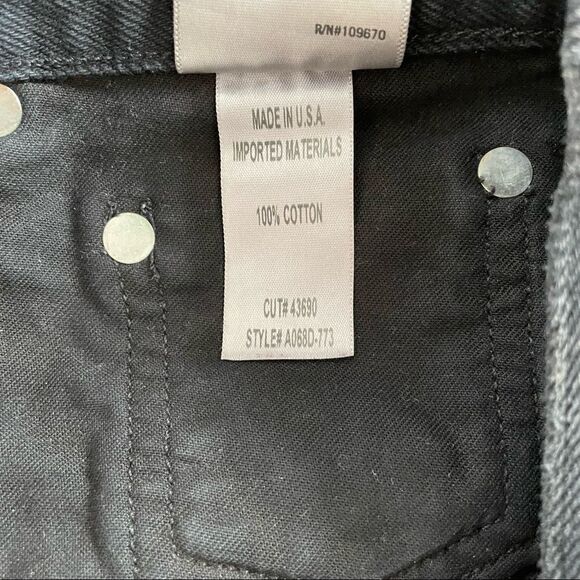 R/N#109670
MADE IN U.S.A.
IMPORTED MATERIALS
100% COTTON
CUT# 43690
STYLE# A068D-773